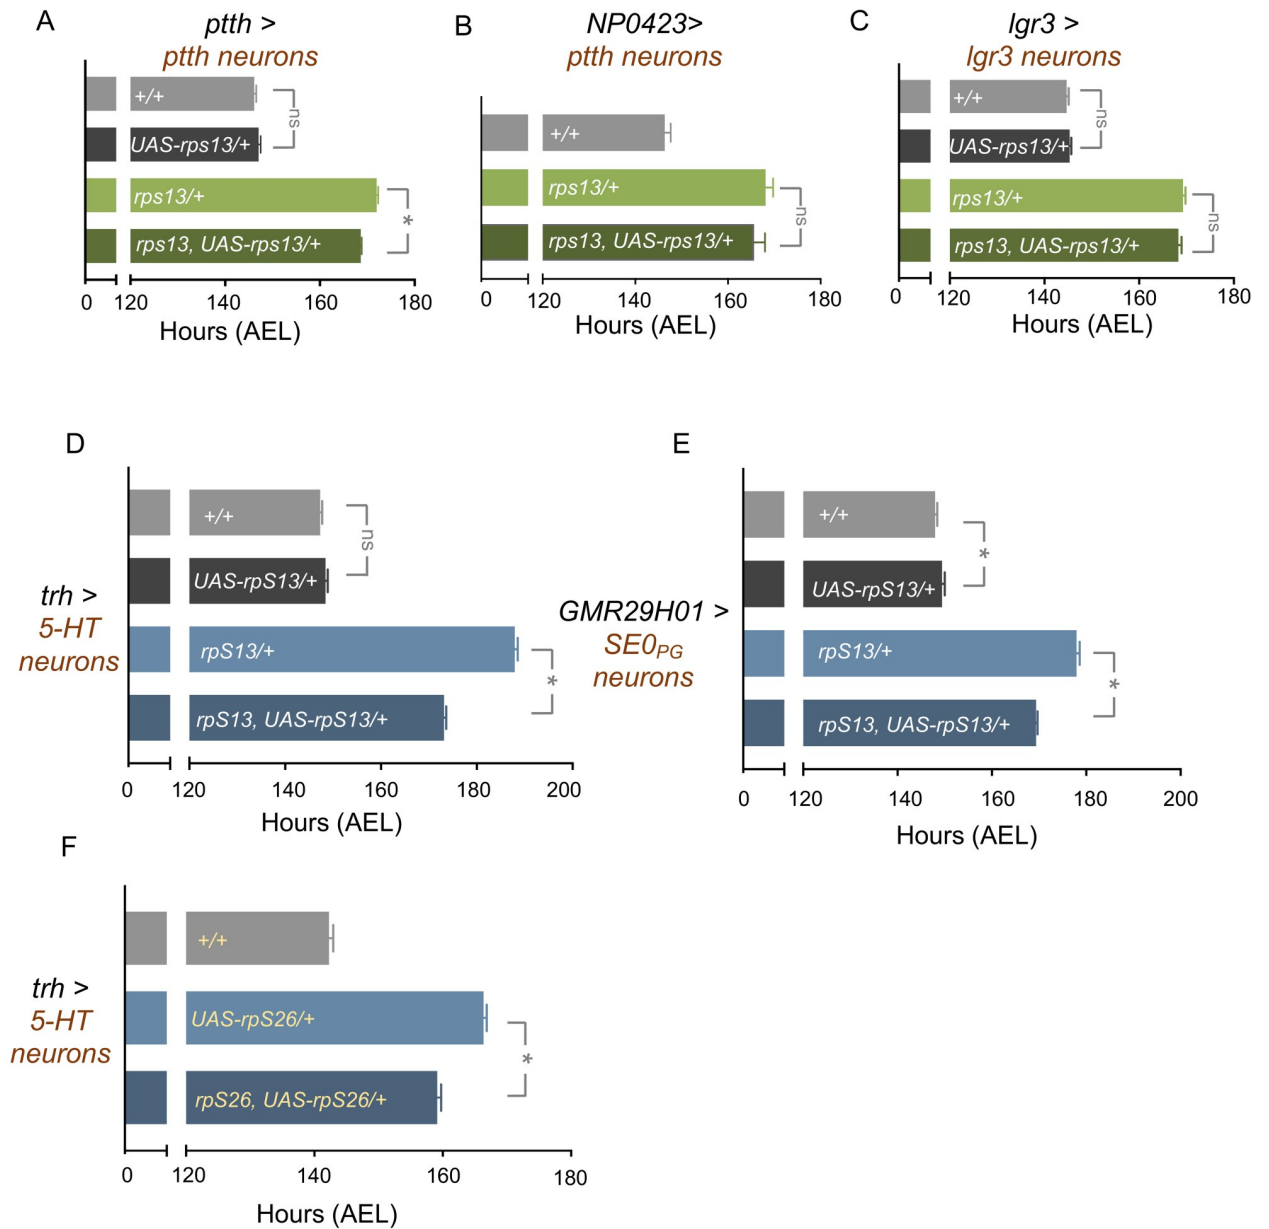 A
ptth >
ptth neurons
+/+
UAS-rps13/+
rps13/+
rps13, UAS-rps13/+
ns
*
0 120 140 160 180
Hours (AEL)
B
NP0423>
ptth neurons
+/+
rps13/+
rps13, UAS-rps13/+
ns
0 120 140 160 180
Hours (AEL)
C
lgr3 >
lgr3 neurons
+/+
UAS-rps13/+
rps13/+
rps13, UAS-rps13/+
ns
ns
0 120 140 160 180
Hours (AEL)
D
trh >
5-HT
neurons
+/+
UAS-rpS13/+
rpS13/+
rpS13, UAS-rpS13/+
ns
*
0 120 140 160 180 200
Hours (AEL)
E
GMR29H01 >
SE0PG
neurons
+/+
UAS-rpS13/+
rpS13/+
rpS13, UAS-rpS13/+
*
*
0 120 140 160 180 200
Hours (AEL)
F
trh >
5-HT
neurons
+/+
UAS-rpS26/+
rpS26, UAS-rpS26/+
*
0 120 140 160 180
Hours (AEL)